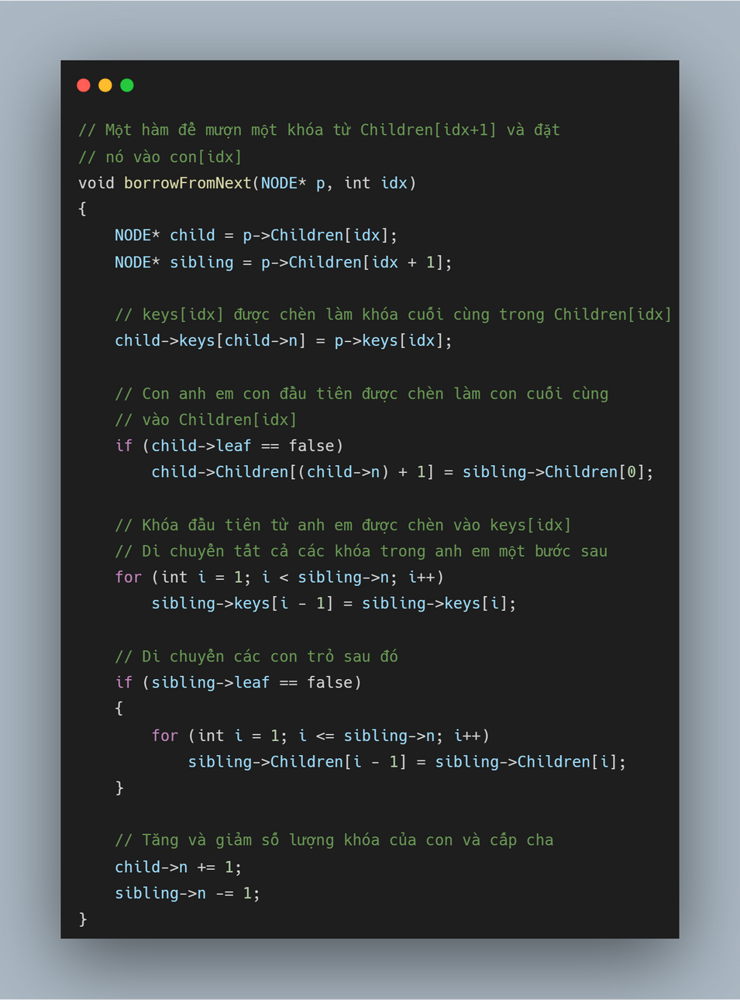 // Một hàm để mượn một khóa từ Children[idx+1] và đặt
// nó vào con[idx]
void borrowFromNext(NODE* p, int idx)
{
    NODE* child = p->Children[idx];
    NODE* sibling = p->Children[idx + 1];

    // keys[idx] được chèn làm khóa cuối cùng trong Children[idx]
    child->keys[child->n] = p->keys[idx];

    // Con anh em con đầu tiên được chèn làm con cuối cùng
    // vào Children[idx]
    if (child->leaf == false)
        child->Children[(child->n) + 1] = sibling->Children[0];

    // Khóa đầu tiên từ anh em được chèn vào keys[idx]
    // Di chuyển tất cả các khóa trong anh em một bước sau
    for (int i = 1; i < sibling->n; i++)
        sibling->keys[i - 1] = sibling->keys[i];

    // Di chuyển các con trỏ sau đó
    if (sibling->leaf == false)
    {
        for (int i = 1; i <= sibling->n; i++)
            sibling->Children[i - 1] = sibling->Children[i];
    }

    // Tăng và giảm số lượng khóa của con và cấp cha
    child->n += 1;
    sibling->n -= 1;
}